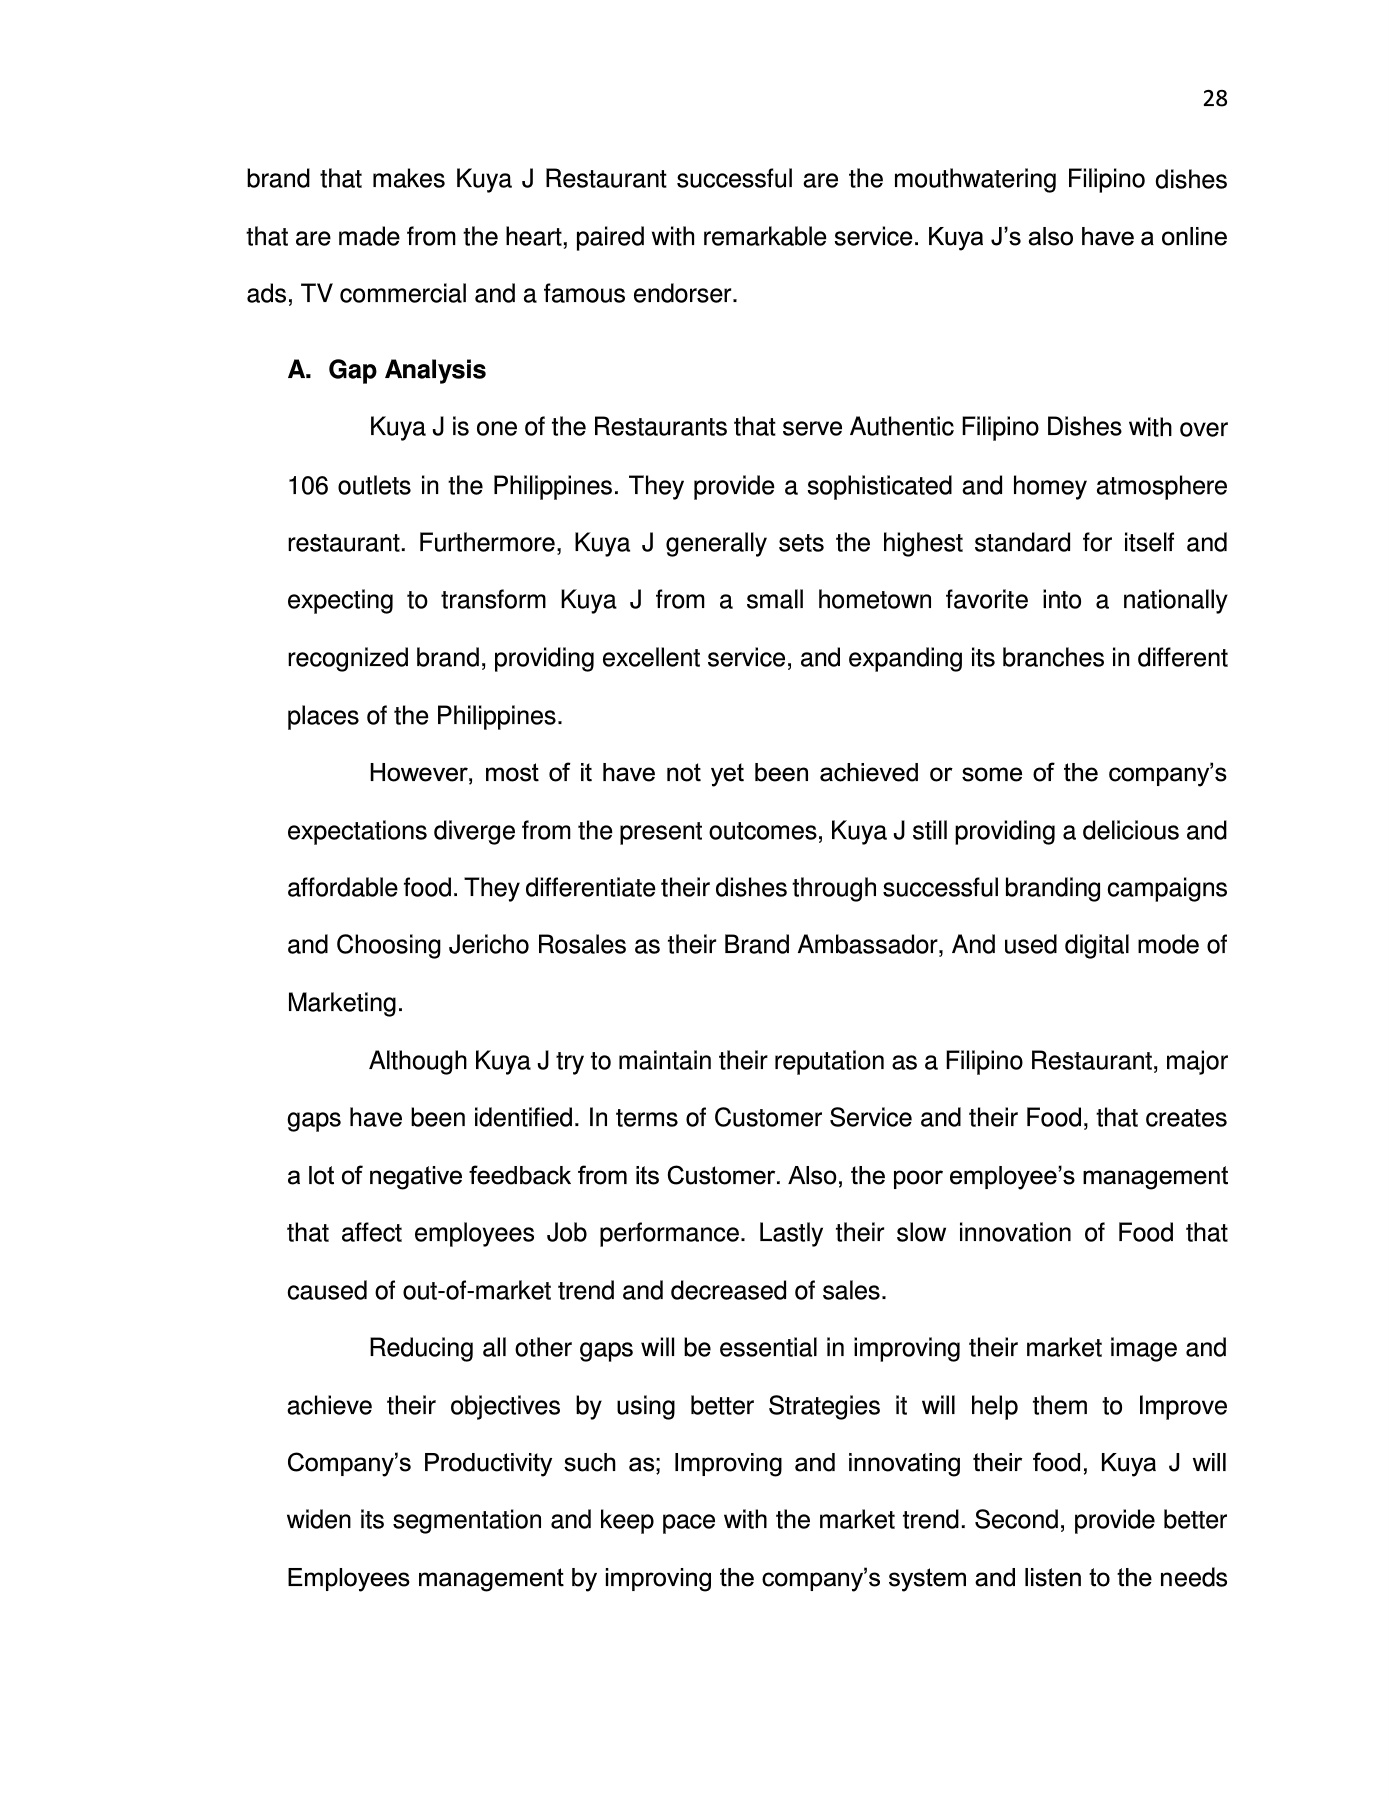 28
brand that makes Kuya J Restaurant successful are the mouthwatering Filipino dishes
that are made from the heart, paired with remarkable service. Kuya J’s also have a online
ads, TV commercial and a famous endorser.
A. Gap Analysis
Kuya J is one of the Restaurants that serve Authentic Filipino Dishes with over
106 outlets in the Philippines. They provide a sophisticated and homey atmosphere
restaurant. Furthermore, Kuya J generally sets the highest standard for itself and
expecting to transform Kuya J from a small hometown favorite into a nationally
recognized brand, providing excellent service, and expanding its branches in different
places of the Philippines.
However, most of it have not yet been achieved or some of the company’s
expectations diverge from the present outcomes, Kuya J still providing a delicious and
affordable food. They differentiate their dishes through successful branding campaigns
and Choosing Jericho Rosales as their Brand Ambassador, And used digital mode of
Marketing.
Although Kuya J try to maintain their reputation as a Filipino Restaurant, major
gaps have been identified. In terms of Customer Service and their Food, that creates
a lot of negative feedback from its Customer. Also, the poor employee’s management
that affect employees Job performance. Lastly their slow innovation of Food that
caused of out-of-market trend and decreased of sales.
Reducing all other gaps will be essential in improving their market image and
achieve their objectives by using better Strategies it will help them to Improve
Company’s Productivity such as; Improving and innovating their food, Kuya J will
widen its segmentation and keep pace with the market trend. Second, provide better
Employees management by improving the company’s system and listen to the needs